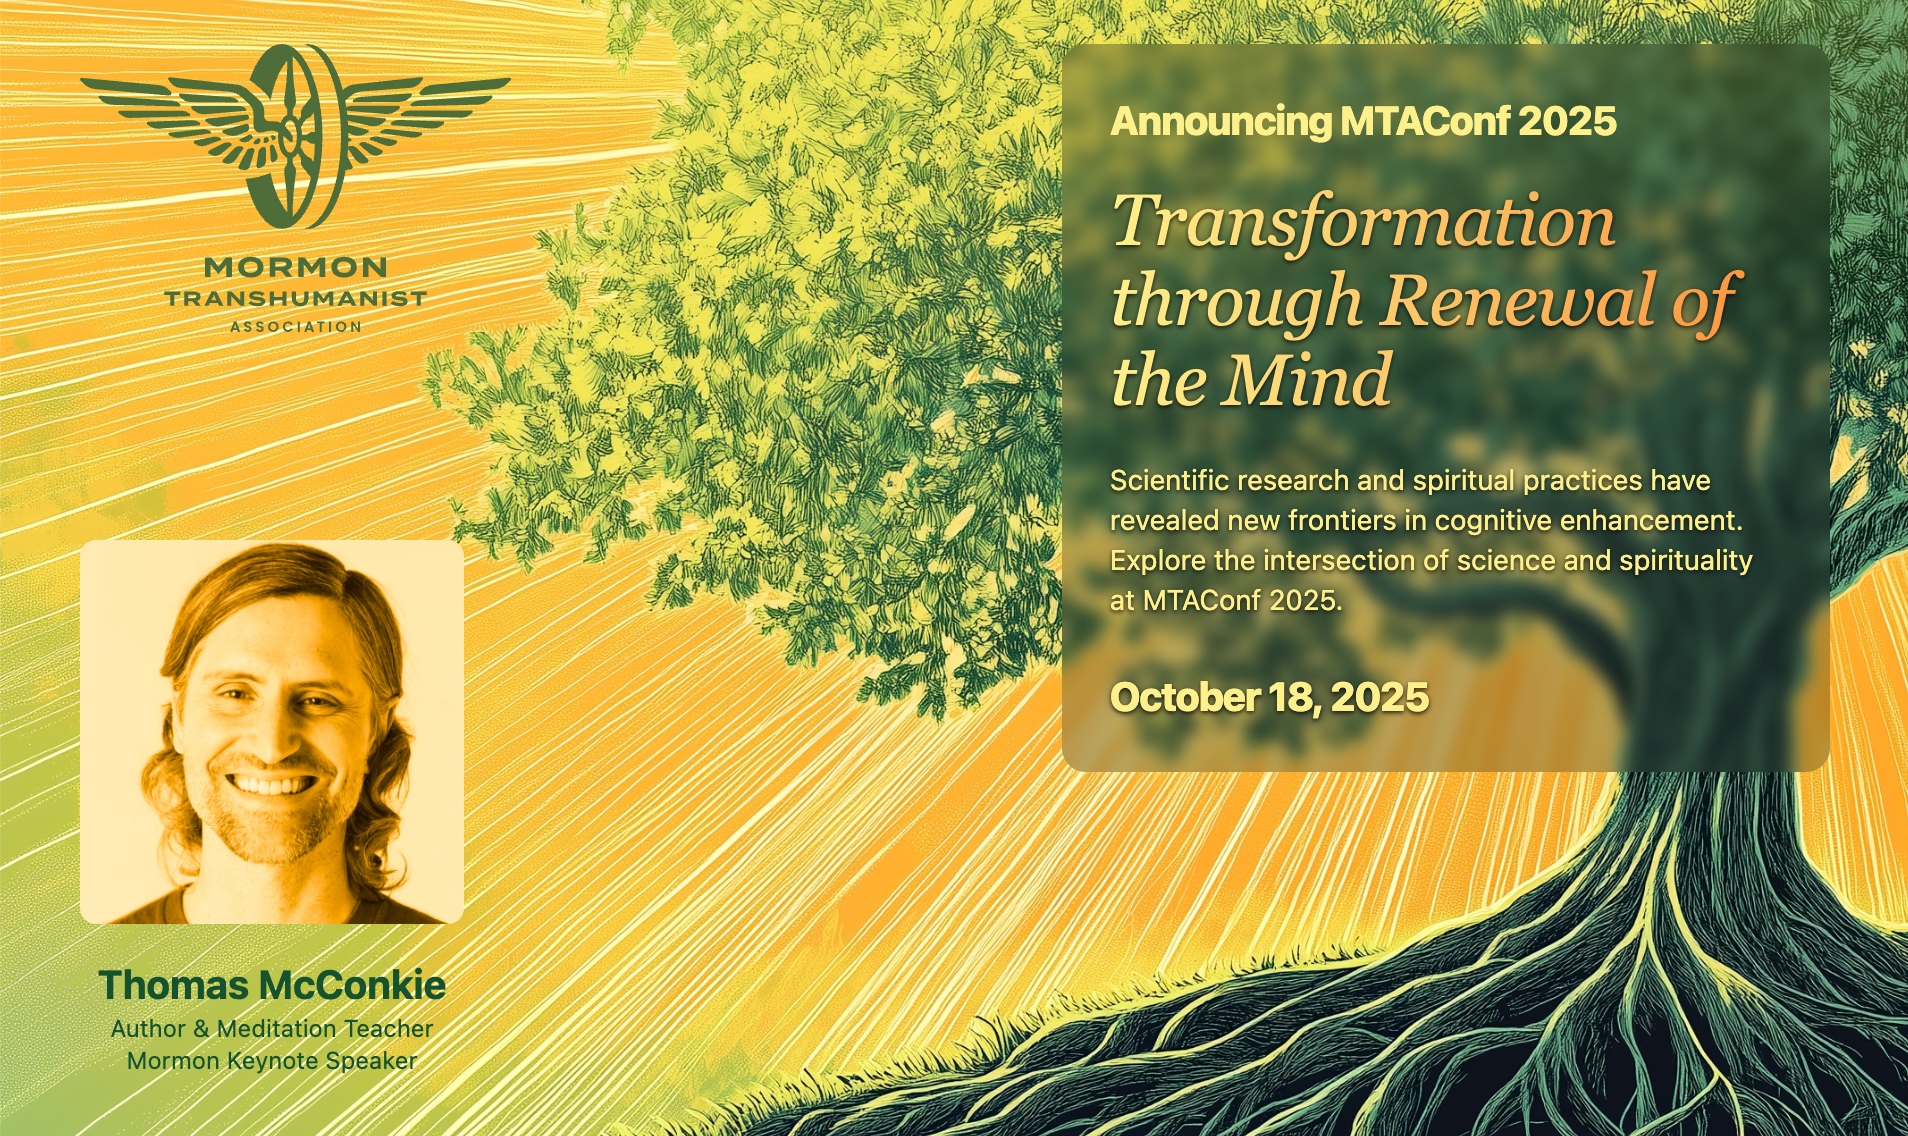 MORMON
TRANSHUMANIST
ASSOCIATION
Announcing MTAConf 2025
Transformation
through Renewal of
the Mind
Scientific research and spiritual practices have
revealed new frontiers in cognitive enhancement.
Explore the intersection of science and spirituality
at MTAConf 2025.
October 18, 2025
Thomas McConkie
Author & Meditation Teacher
Mormon Keynote Speaker